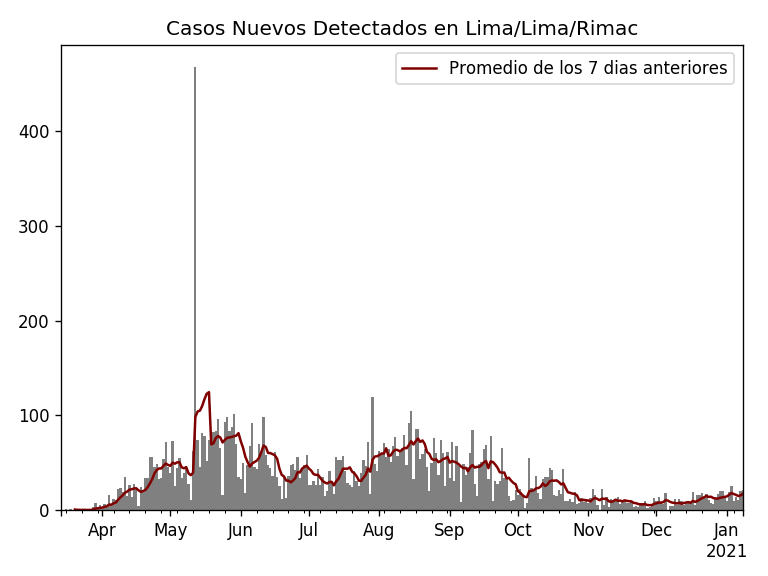 Casos Nuevos Detectados en Lima/Lima/Rimac
Promedio de los 7 dias anteriores
400
300
200
100
0
Apr May Jun Jul Aug Sep Oct Nov Dec Jan
2021